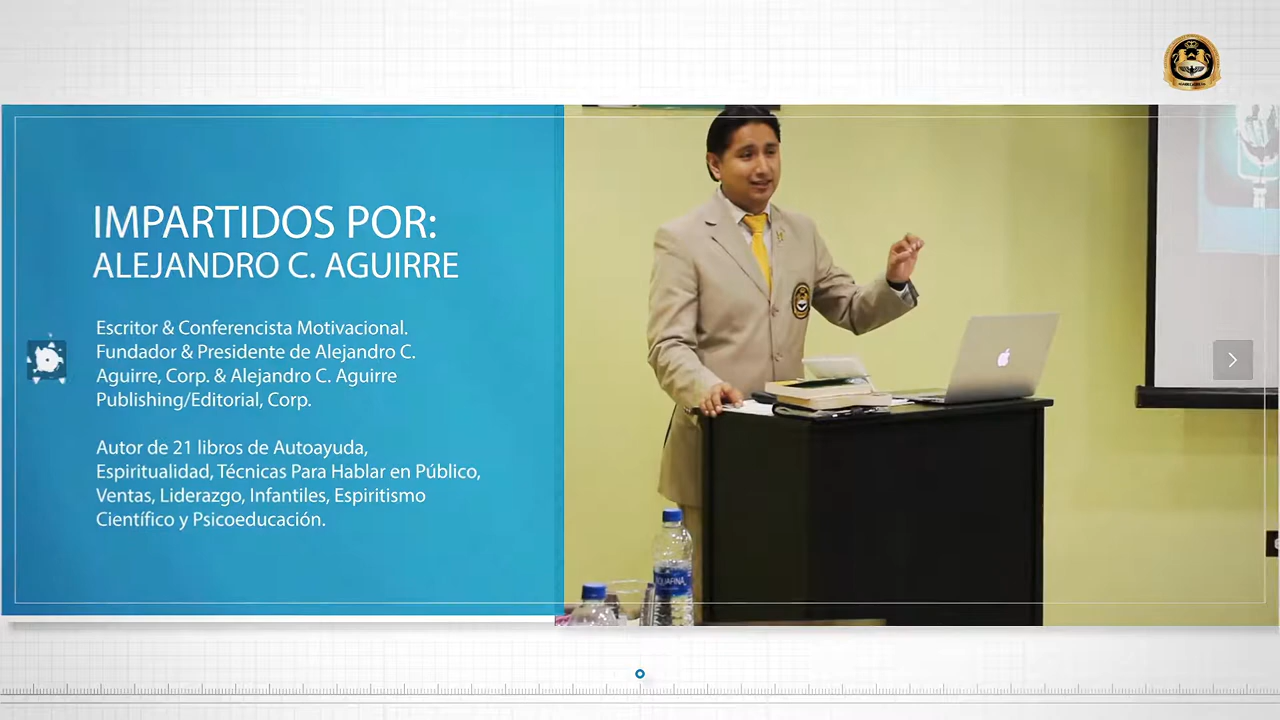 IMPARTIDOS POR:
ALEJANDRO C. AGUIRRE
Escritor & Conferencista Motivacional.
Fundador & Presidente de Alejandro C.
Aguirre, Corp. & Alejandro C. Aguirre
Publishing/Editorial, Corp.
Autor de 21 libros de Autoayuda,
Espiritualidad, Técnicas Para Hablar en Público,
Ventas, Liderazgo, Infantiles, Espiritismo
Científico y Psicoeducación.